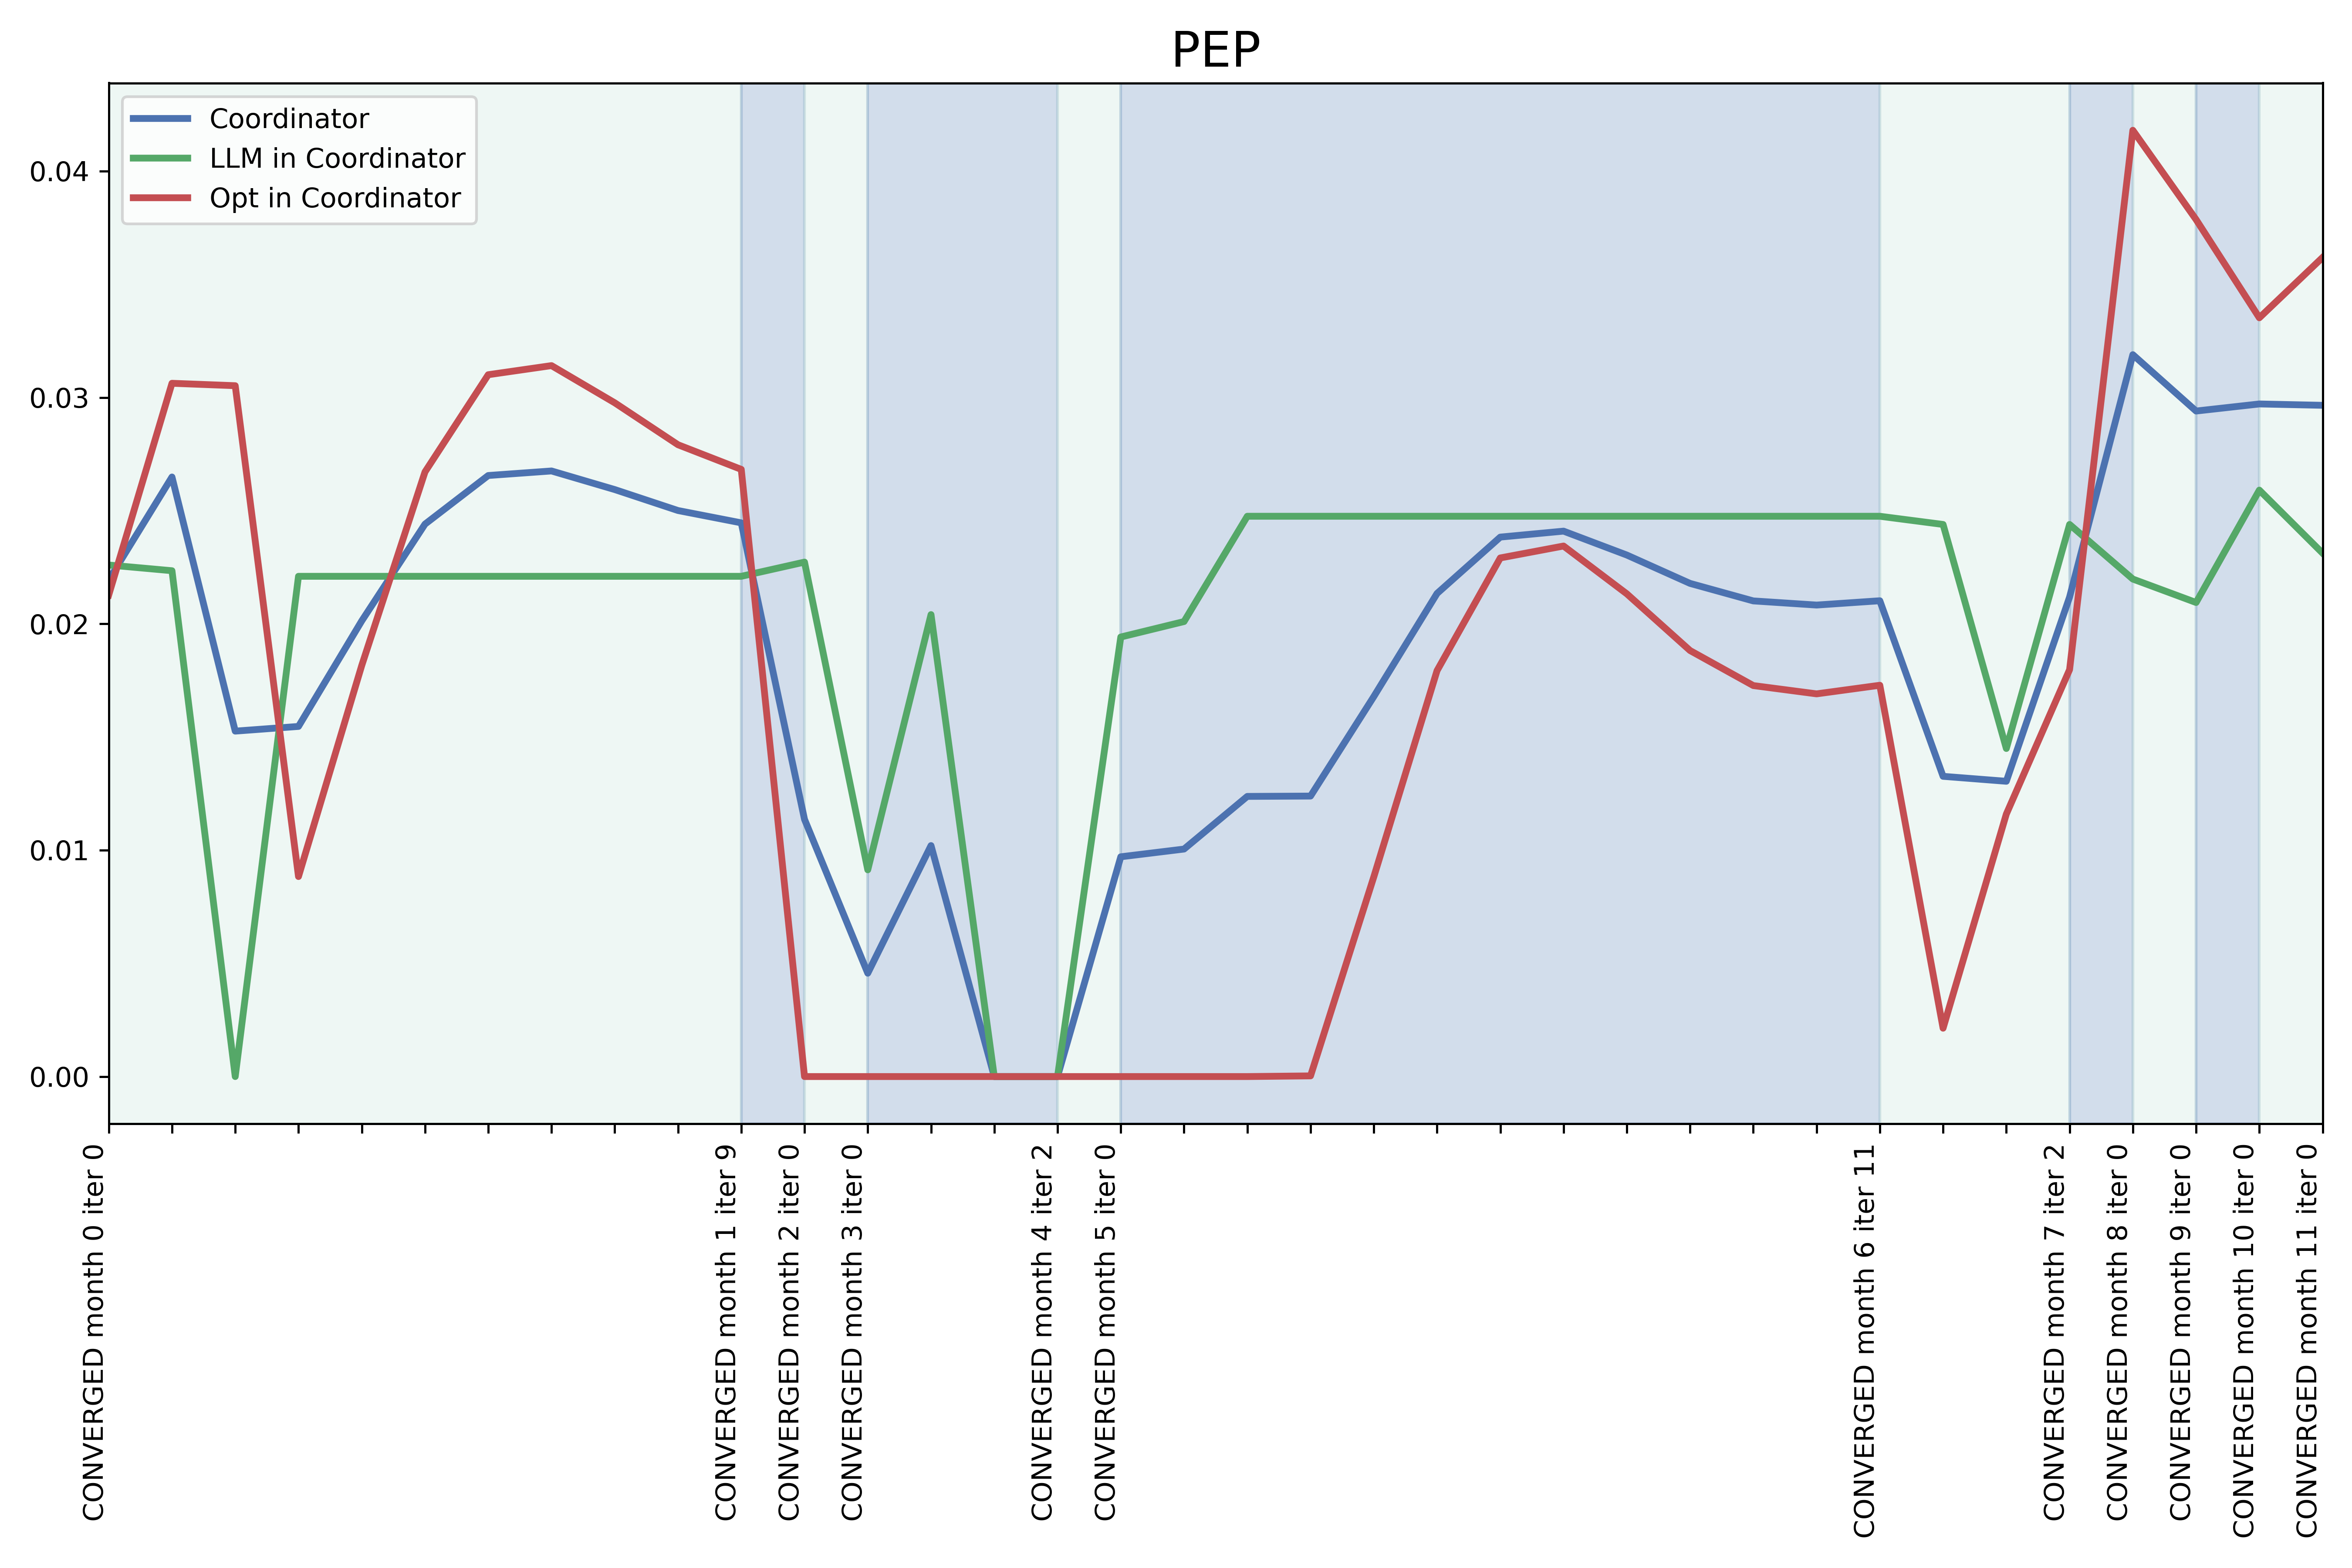 PEP
Coordinator
LLM in Coordinator
Opt in Coordinator
0.04
0.03
0.02
0.01
0.00
CONVERGED month 0 iter 0
CONVERGED month 1 iter 9
CONVERGED month 2 iter 0
CONVERGED month 3 iter 0
CONVERGED month 4 iter 2
CONVERGED month 5 iter 0
CONVERGED month 6 iter 11
CONVERGED month 7 iter 2
CONVERGED month 8 iter 0
CONVERGED month 9 iter 0
CONVERGED month 10 iter 0
CONVERGED month 11 iter 0